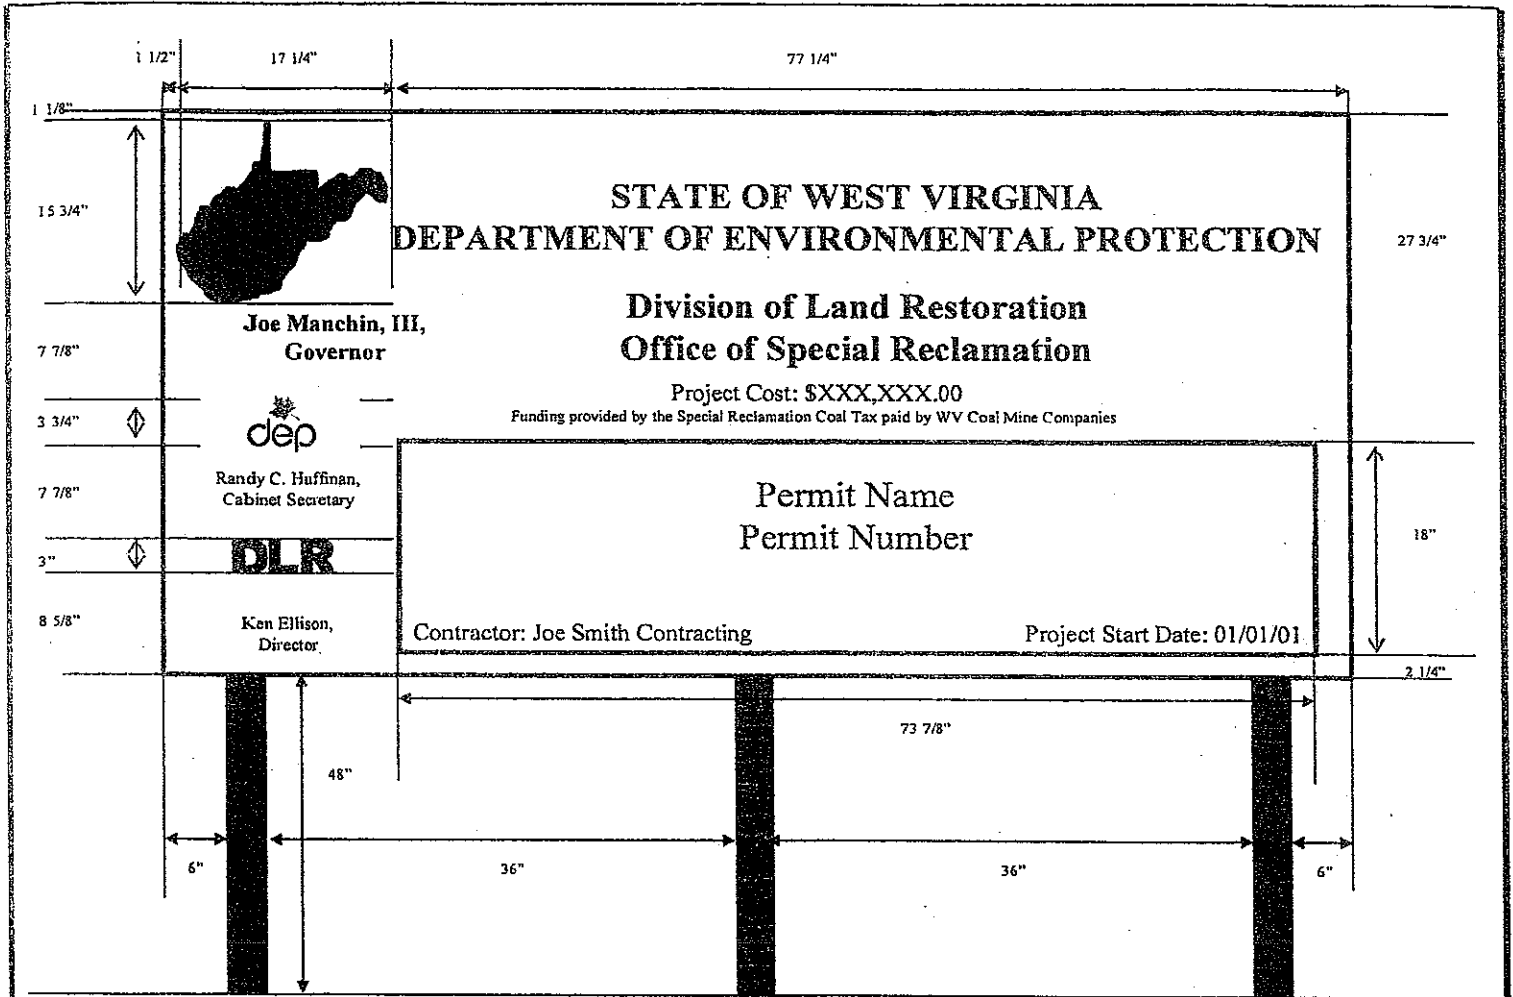 1 1/2"
17 1/4"
77 1/4"
1 1/8"
15 3/4"
STATE OF WEST VIRGINIA
DEPARTMENT OF ENVIRONMENTAL PROTECTION
27 3/4"
Division of Land Restoration
Office of Special Reclamation
Joe Manchin, III,
Governor
7 7/8"
Project Cost: $XXX,XXX.00
Funding provided by the Special Reclamation Coal Tax paid by WV Coal Mine Companies
3 3/4"
dep
Randy C. Huffman,
Cabinet Secretary
7 7/8"
Permit Name
Permit Number
18"
DLR
3"
8 5/8"
Ken Ellison,
Director
Contractor: Joe Smith Contracting
Project Start Date: 01/01/01
2 1/4"
73 7/8"
48"
6"
36"
36"
6"